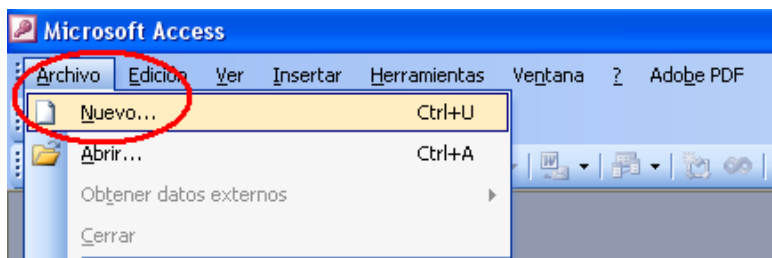 Microsoft Access
Archivo Edición Ver Insertar Herramientas Ventana ? Adobe PDF
Nuevo... Ctrl+U
Abrir... Ctrl+A
Obtener datos externos
Cerrar